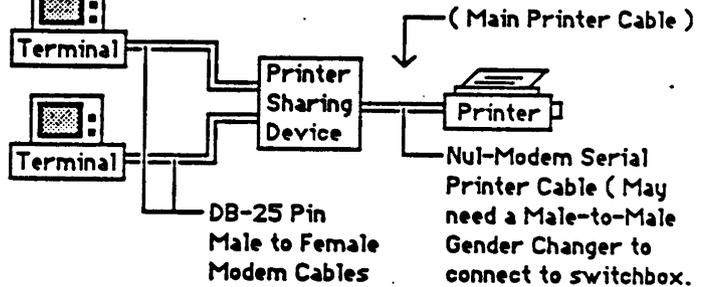 ( Main Printer Cable )
Terminal
Printer
Sharing
Device
Printer
Terminal
Nul-Modem Serial
Printer Cable ( May
need a Male-to-Male
Gender Changer to
connect to switchbox.
DB-25 Pin
Male to Female
Modem Cables